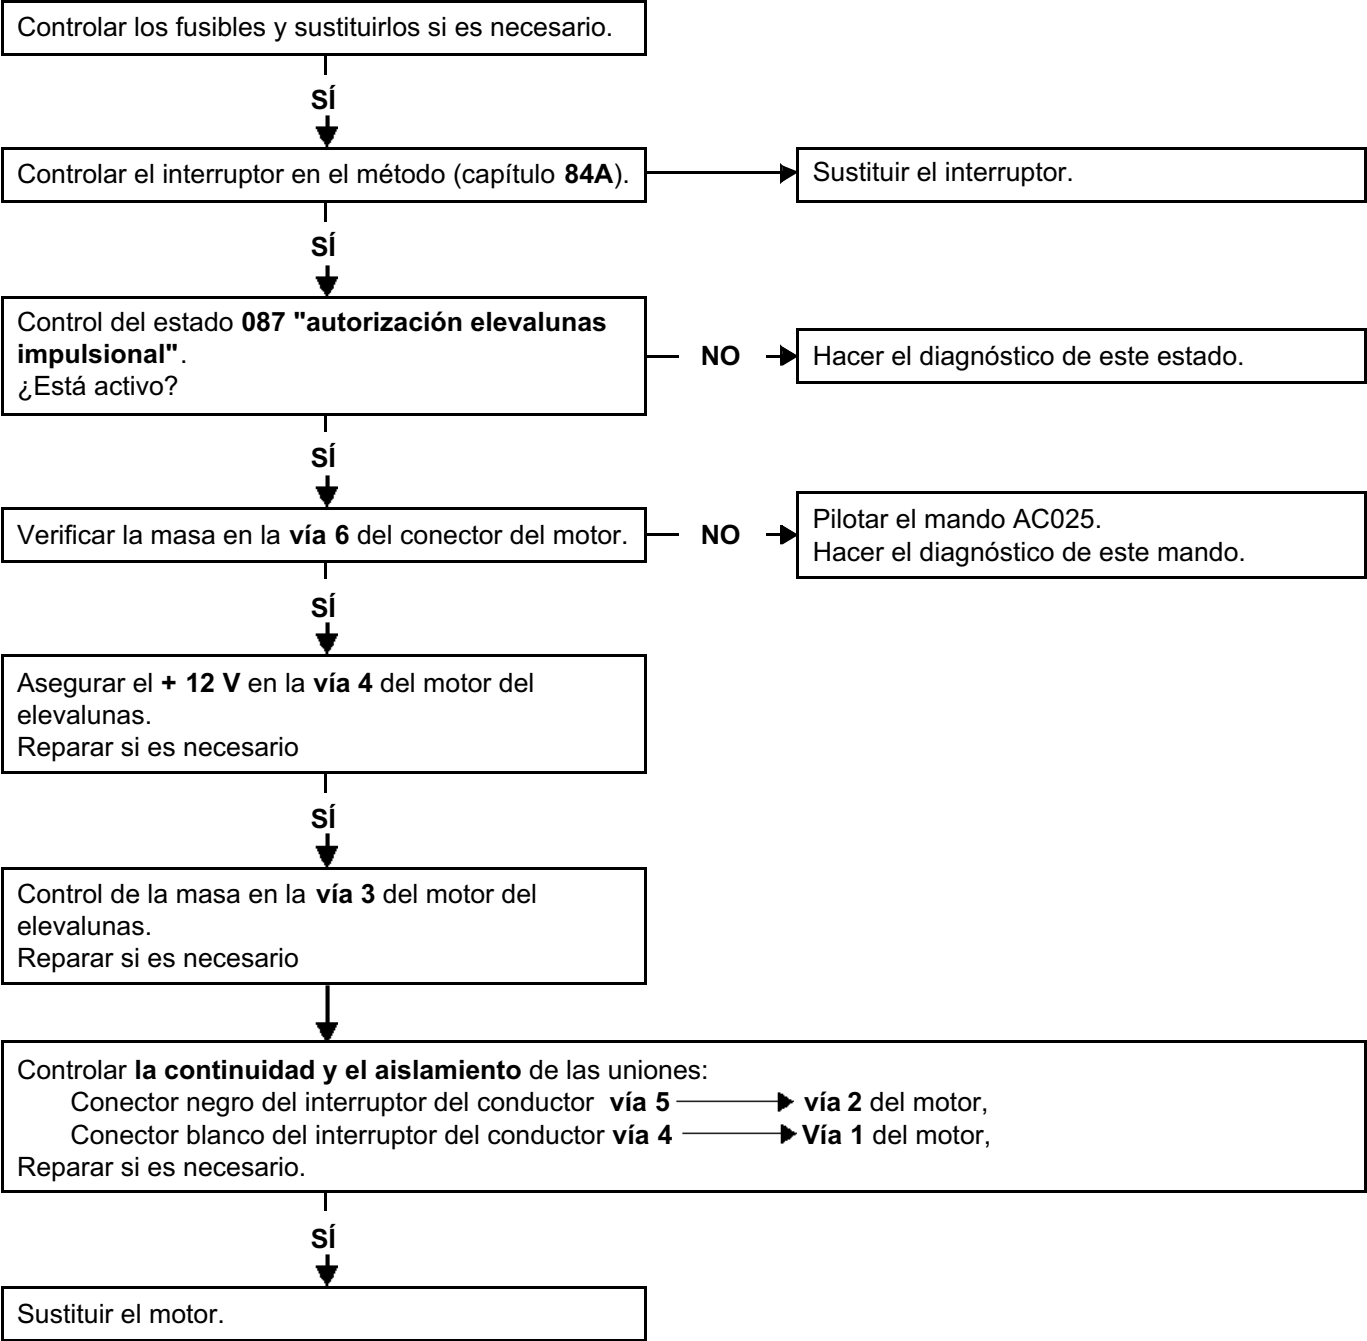 Controlar los fusibles y sustituirlos si es necesario.
SÍ
Controlar el interruptor en el método (capítulo 84A).
Sustituir el interruptor.
SÍ
Control del estado 087 "autorización elevalunas
impulsional".
¿Está activo?
NO
Hacer el diagnóstico de este estado.
SÍ
Verificar la masa en la vía 6 del conector del motor.
NO
Pilotar el mando AC025.
Hacer el diagnóstico de este mando.
SÍ
Asegurar el + 12 V en la vía 4 del motor del
elevalunas.
Reparar si es necesario
SÍ
Control de la masa en la vía 3 del motor del
elevalunas.
Reparar si es necesario
Controlar la continuidad y el aislamiento de las uniones:
Conector negro del interruptor del conductor vía 5 vía 2 del motor,
Conector blanco del interruptor del conductor vía 4 Vía 1 del motor,
Reparar si es necesario.
SÍ
Sustituir el motor.